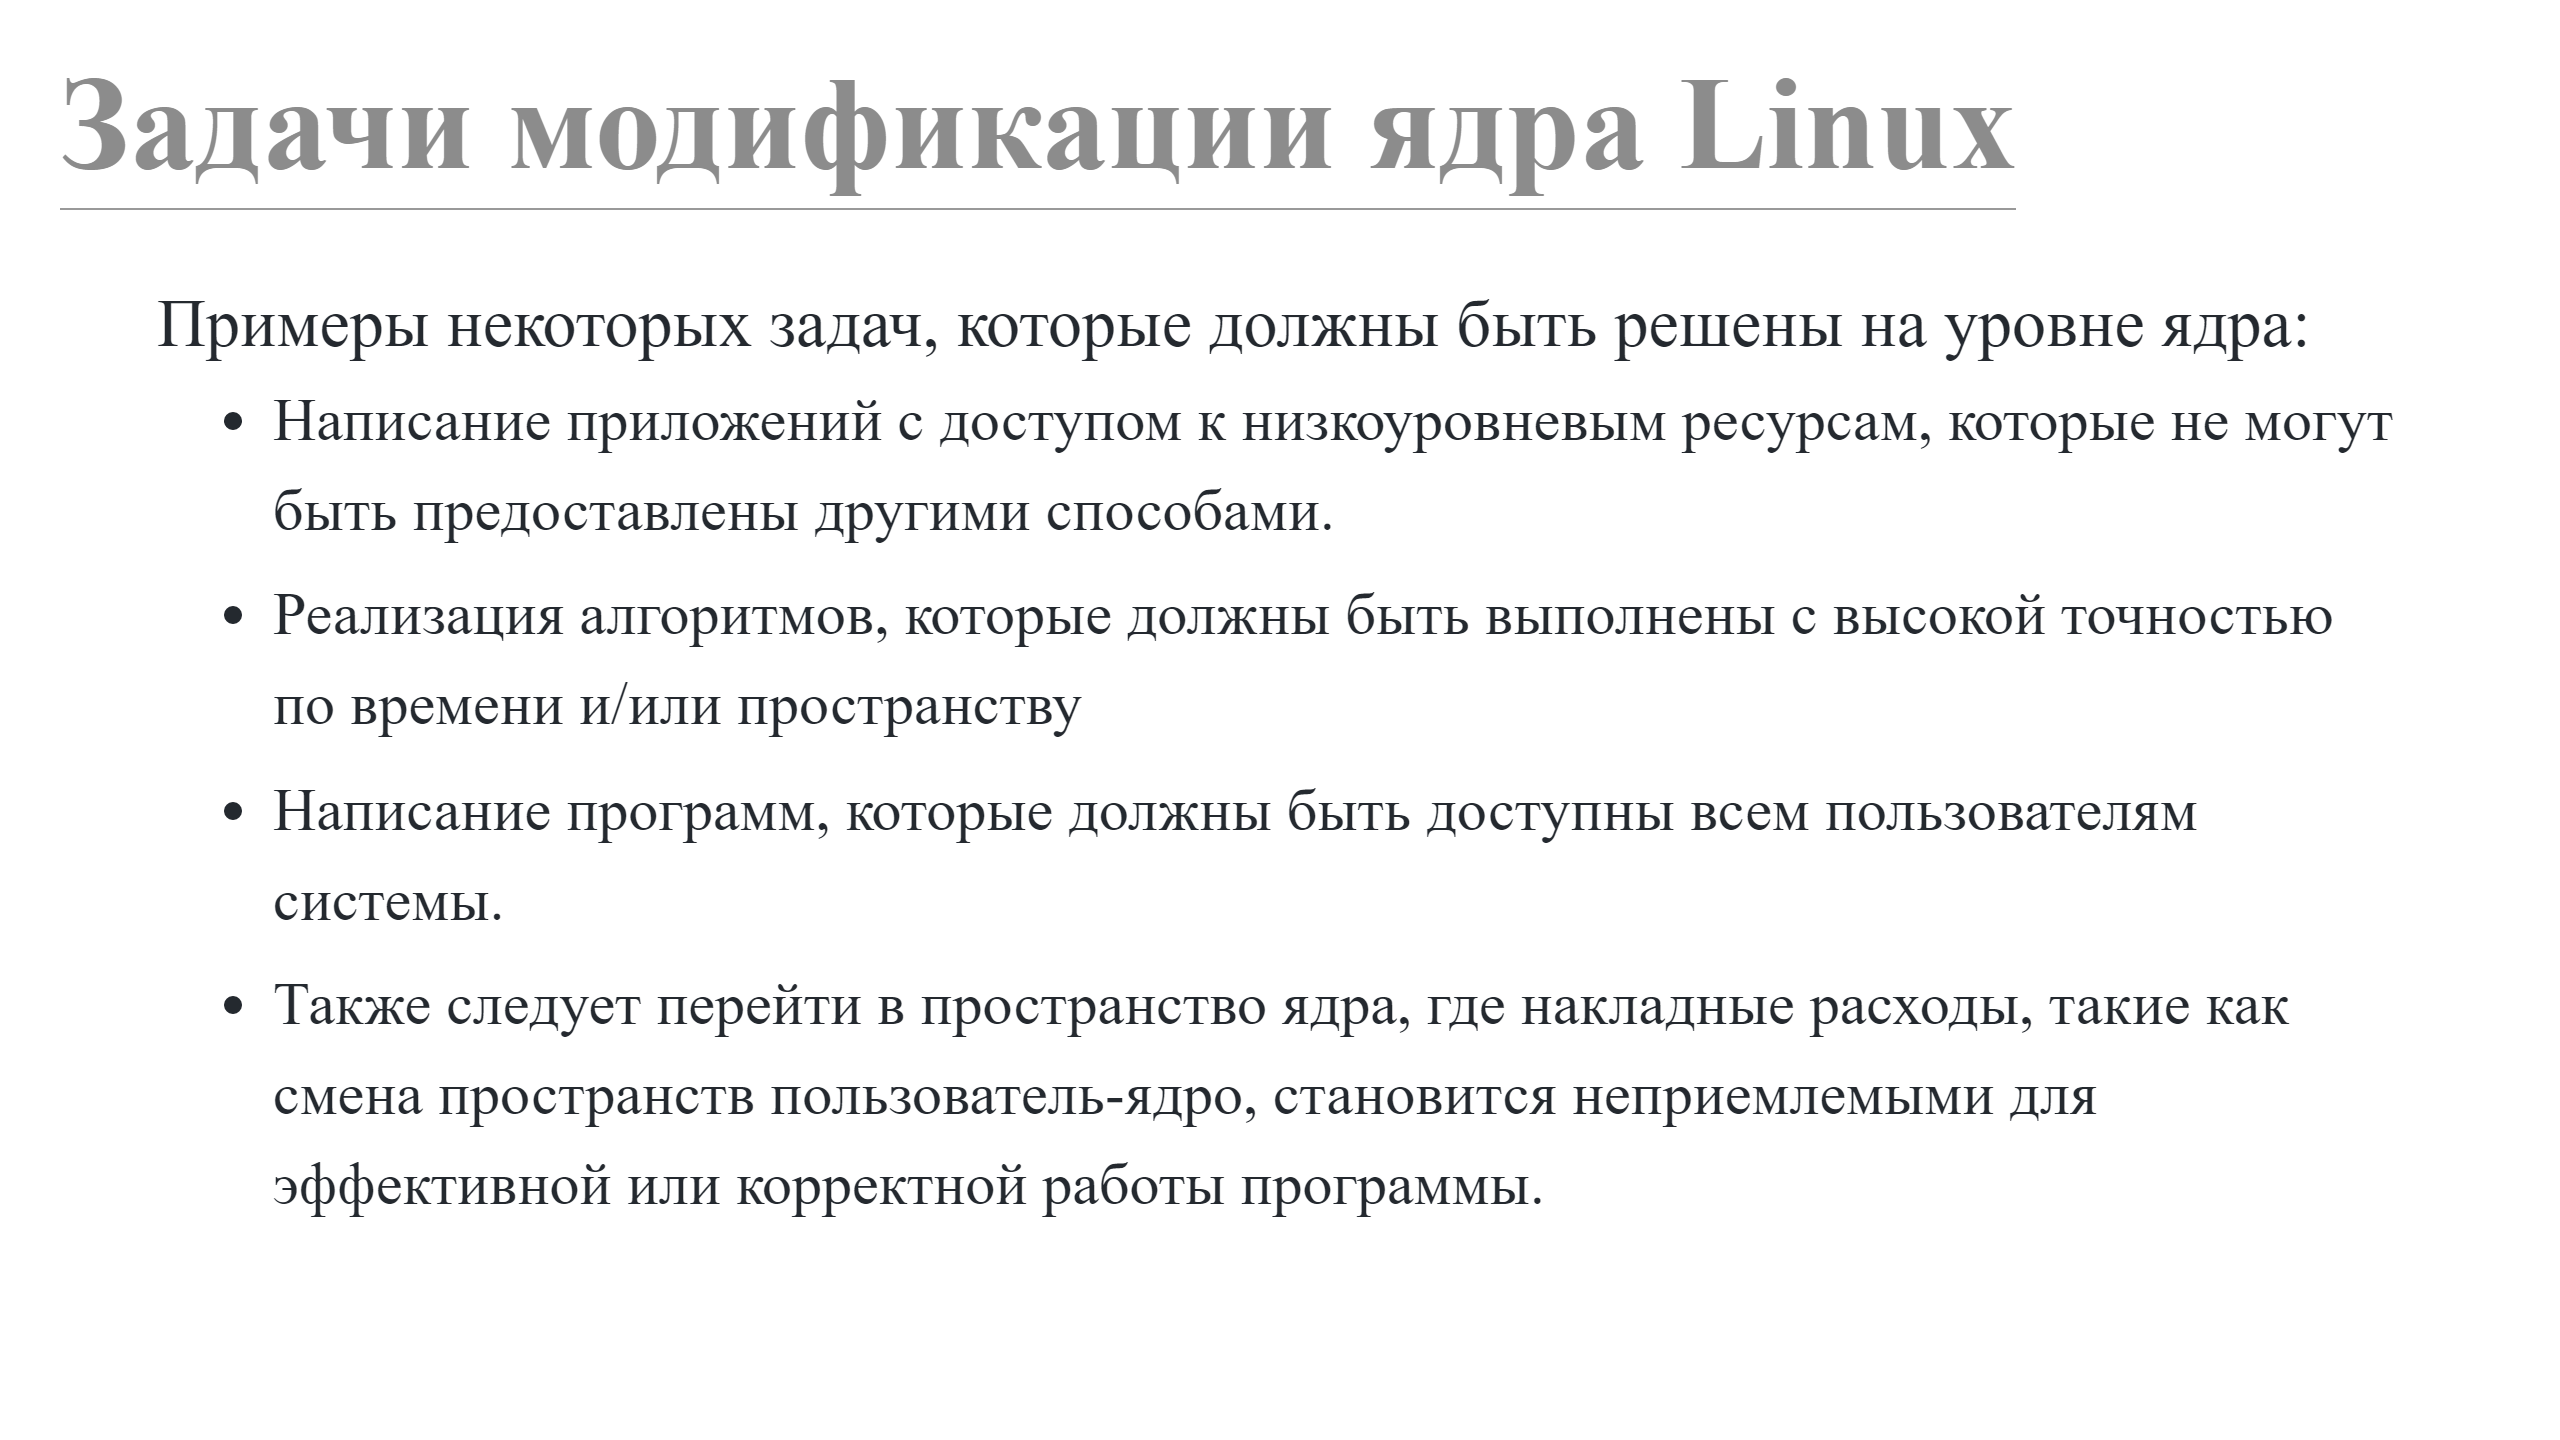 Задачи модификации ядра Linux
Примеры некоторых задач, которые должны быть решены на уровне ядра:
• Написание приложений с доступом к низкоуровневым ресурсам, которые не могут
быть предоставлены другими способами.
• Реализация алгоритмов, которые должны быть выполнены с высокой точностью
по времени и/или пространству
• Написание программ, которые должны быть доступны всем пользователям
системы.
• Также следует перейти в пространство ядра, где накладные расходы, такие как
смена пространств пользователь-ядро, становится неприемлемыми для
эффективной или корректной работы программы.